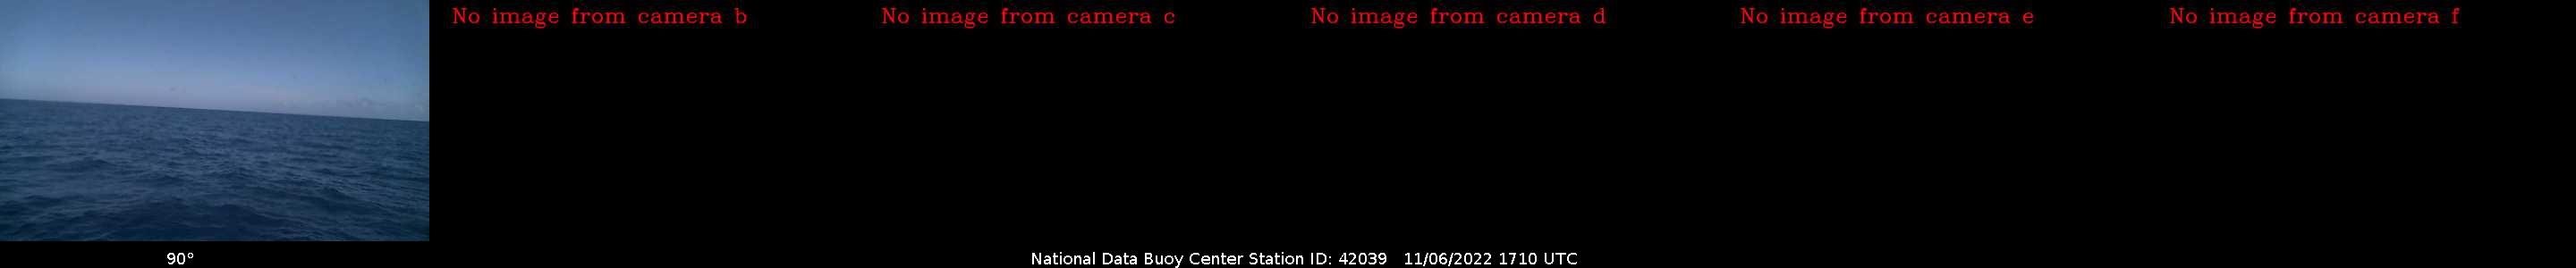 No image from camera b
No image from camera c
No image from camera d
No image from camera e
No image from camera f
90°
National Data Buoy Center Station ID: 42039 11/06/2022 1710 UTC